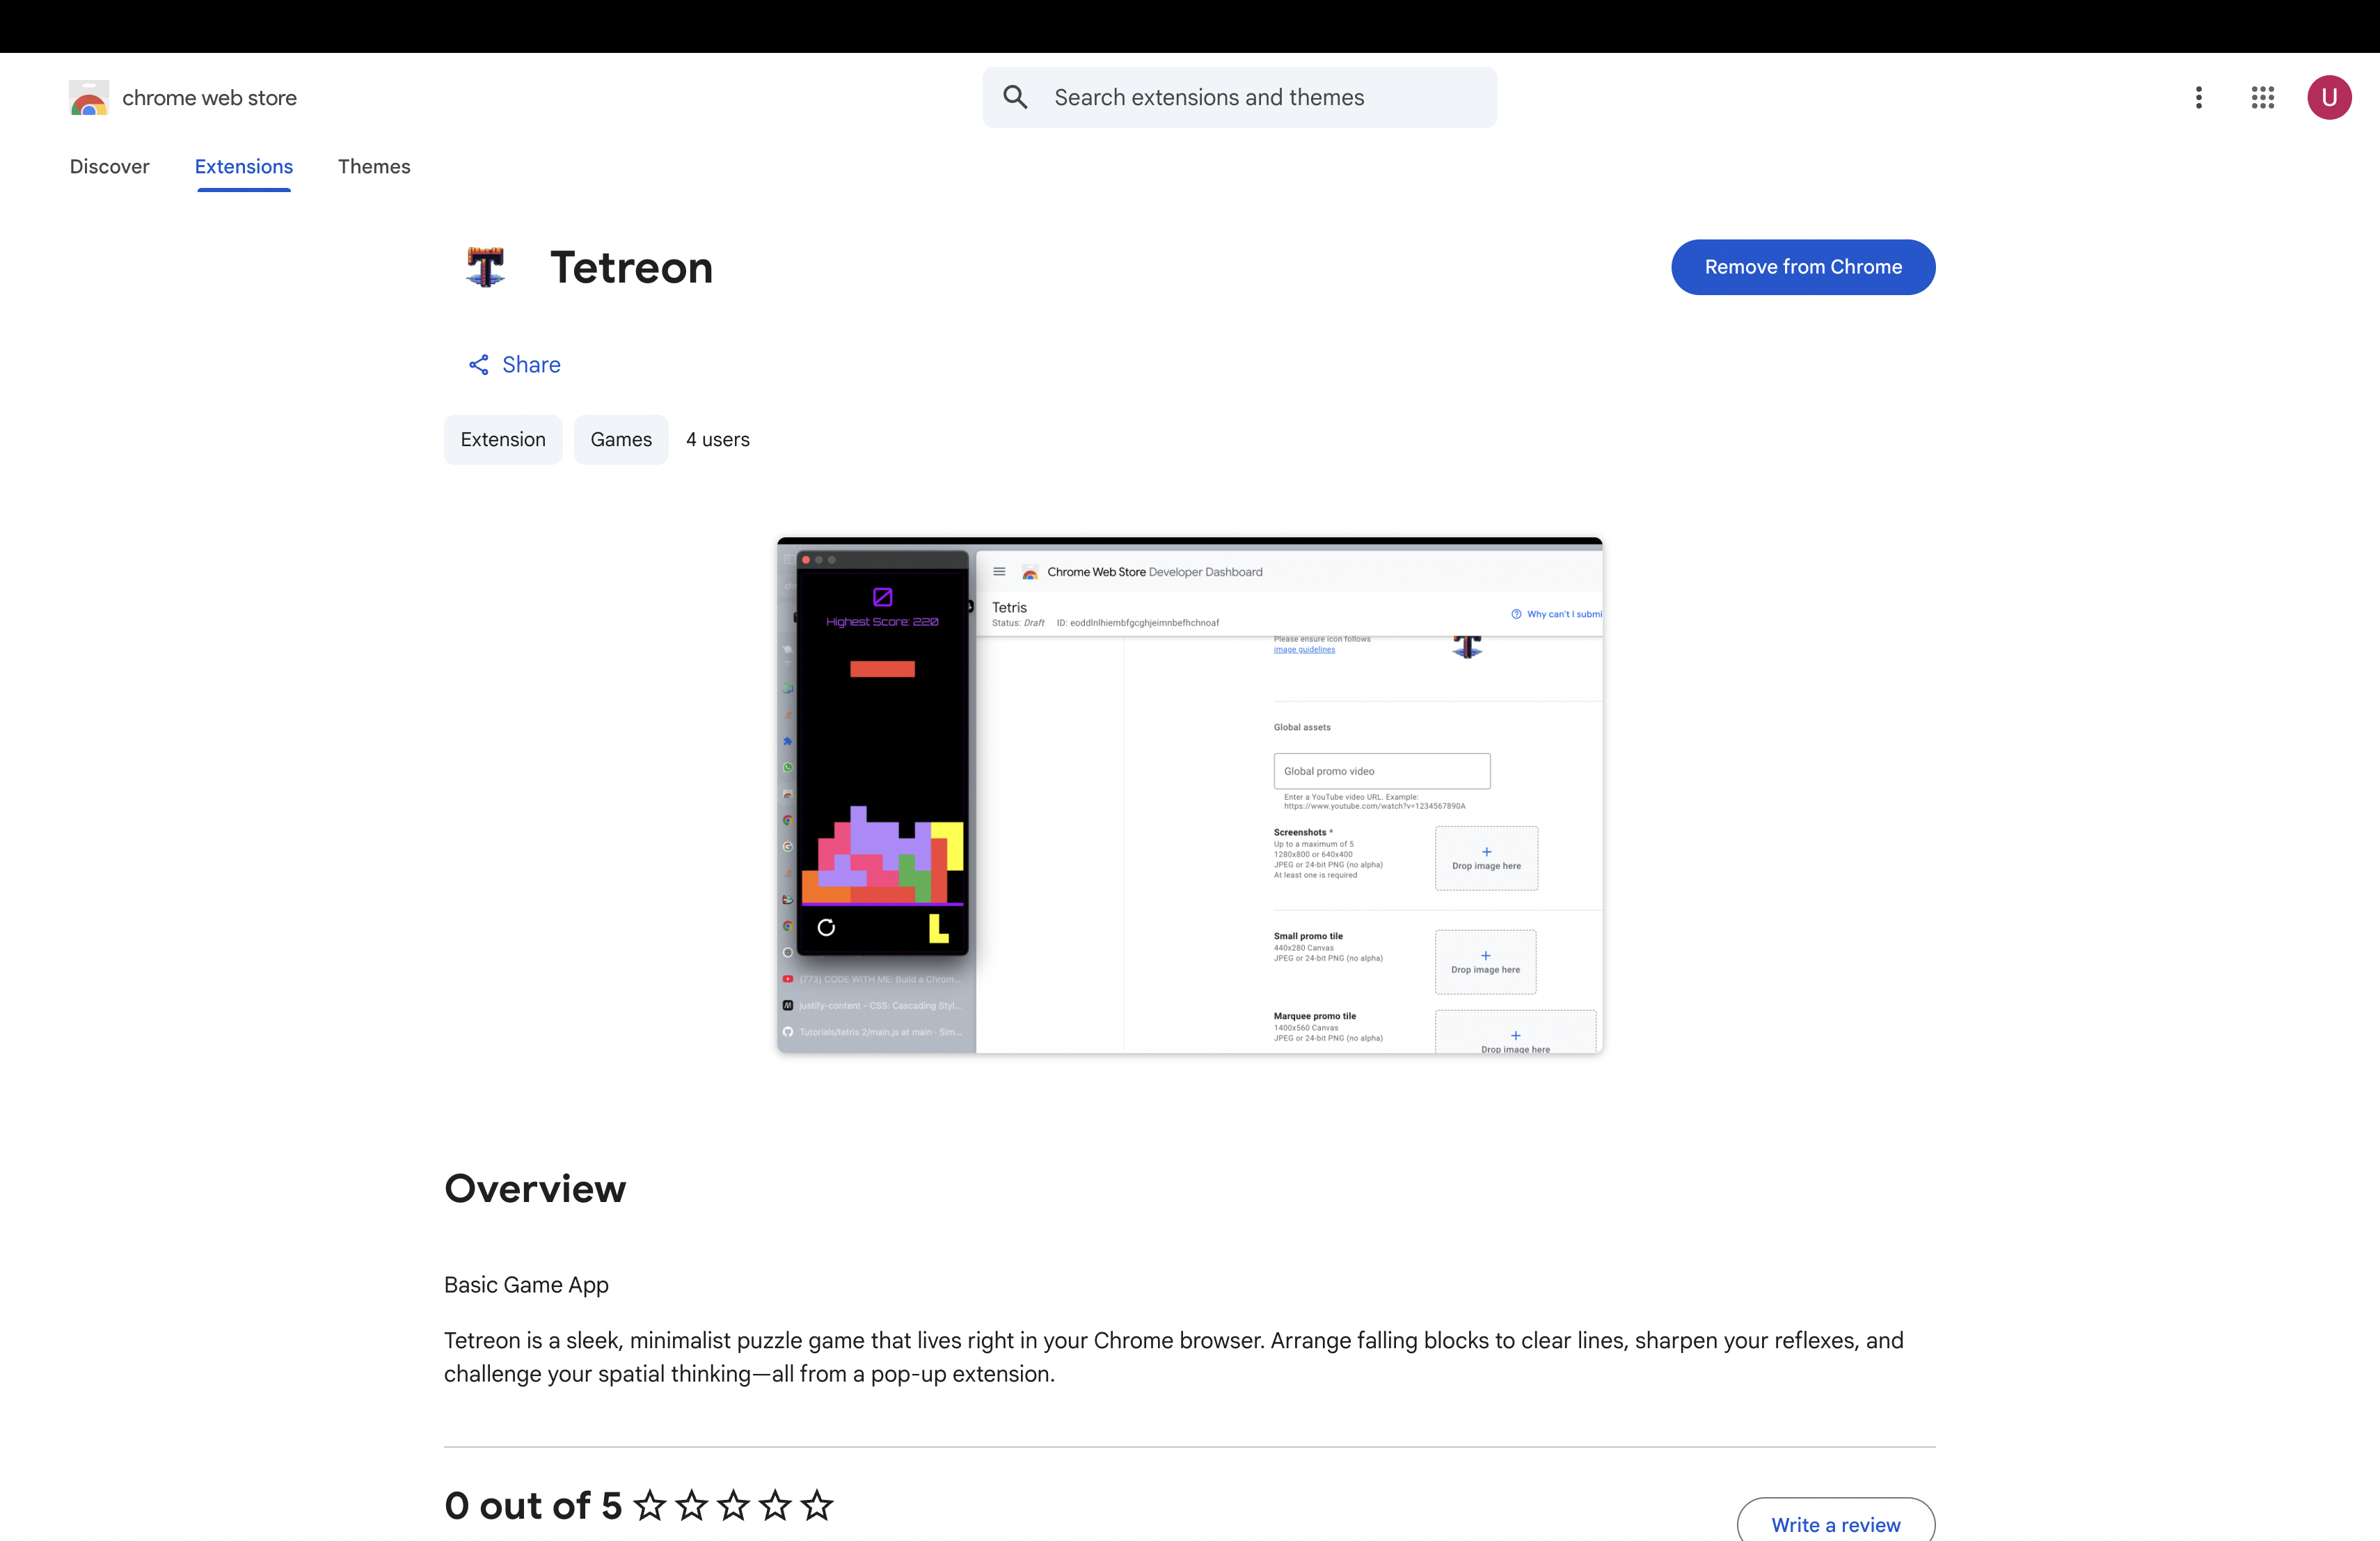 chrome web store
Search extensions and themes
U
Discover
Extensions
Themes
Tetreon
Remove from Chrome
Share
Extension
Games
4 users
Highest Score: 220
Chrome Web Store Developer Dashboard
Tetris
Status: Draft ID: eoddlnlhiembfgcghjeimnbefhchnoaf
Why can't I submi
Please ensure icon follows
image guidelines
Global assets
Global promo video
Enter a YouTube video URL. Example:
https://www.youtube.com/watch?v=1234567890A
Screenshots *
Up to a maximum of 5
1280x800 or 640x400
JPEG or 24-bit PNG (no alpha)
At least one is required
Drop image here
Small promo tile
440x280 Canvas
JPEG or 24-bit PNG (no alpha)
Drop image here
Marquee promo tile
1400x560 Canvas
JPEG or 24-bit PNG (no alpha)
Drop image here
(773) CODE WITH ME: Build a Chrom...
justify-content - CSS: Cascading Styl...
Tutorials/tetris 2/main.js at main · Sim...
Overview
Basic Game App
Tetreon is a sleek, minimalist puzzle game that lives right in your Chrome browser. Arrange falling blocks to clear lines, sharpen your reflexes, and
challenge your spatial thinking—all from a pop-up extension.
0 out of 5
Write a review